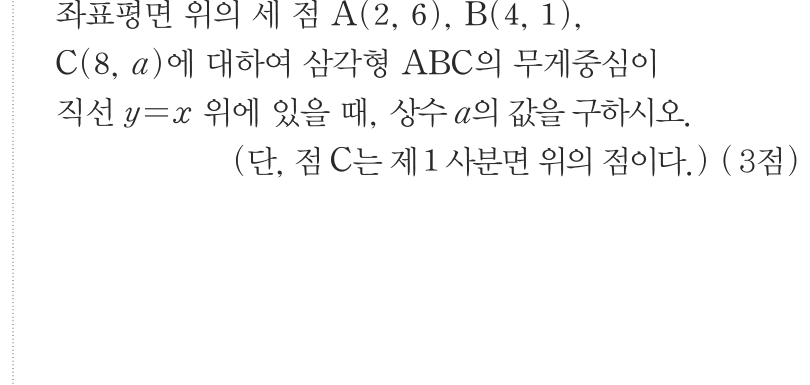 좌표평면 위의 세 점 A(2, 6), B(4, 1),
C(8, a)에 대하여 삼각형 ABC의 무게중심이
직선 y=x 위에 있을 때, 상수 a의 값을 구하시오.
(단, 점 C는 제1사분면 위의 점이다.) (3점)